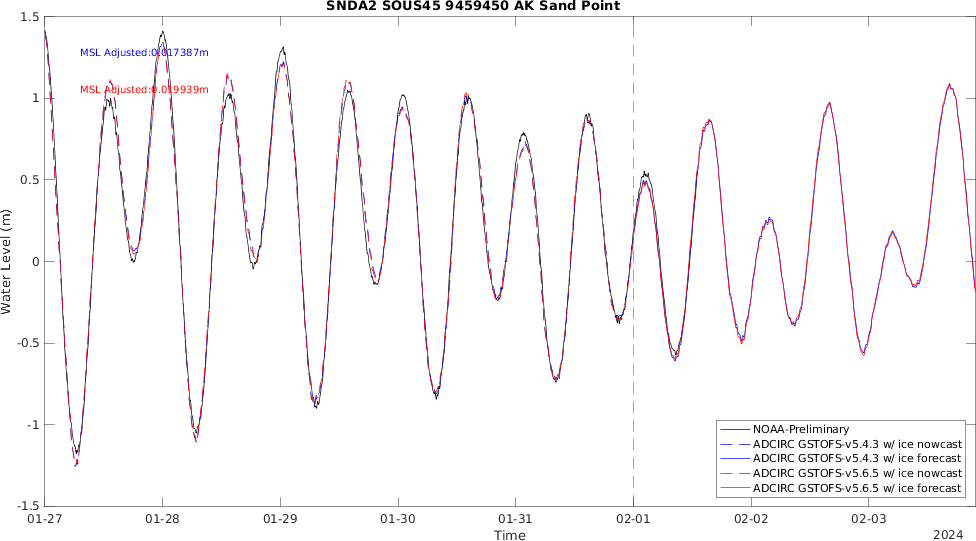 SNDA2 SOUS45 9459450 AK Sand Point
1.5
1
0.5
0
-0.5
-1
-1.5
Water Level (m)
MSL Adjusted:0.017387m
MSL Adjusted:0.019939m
NOAA-Preliminary
ADCIRC GSTOFS-v5.4.3 w/ ice nowcast
ADCIRC GSTOFS-v5.4.3 w/ ice forecast
ADCIRC GSTOFS-v5.6.5 w/ ice nowcast
ADCIRC GSTOFS-v5.6.5 w/ ice forecast
01-27 01-28 01-29 01-30 01-31 02-01 02-02 02-03
Time
2024